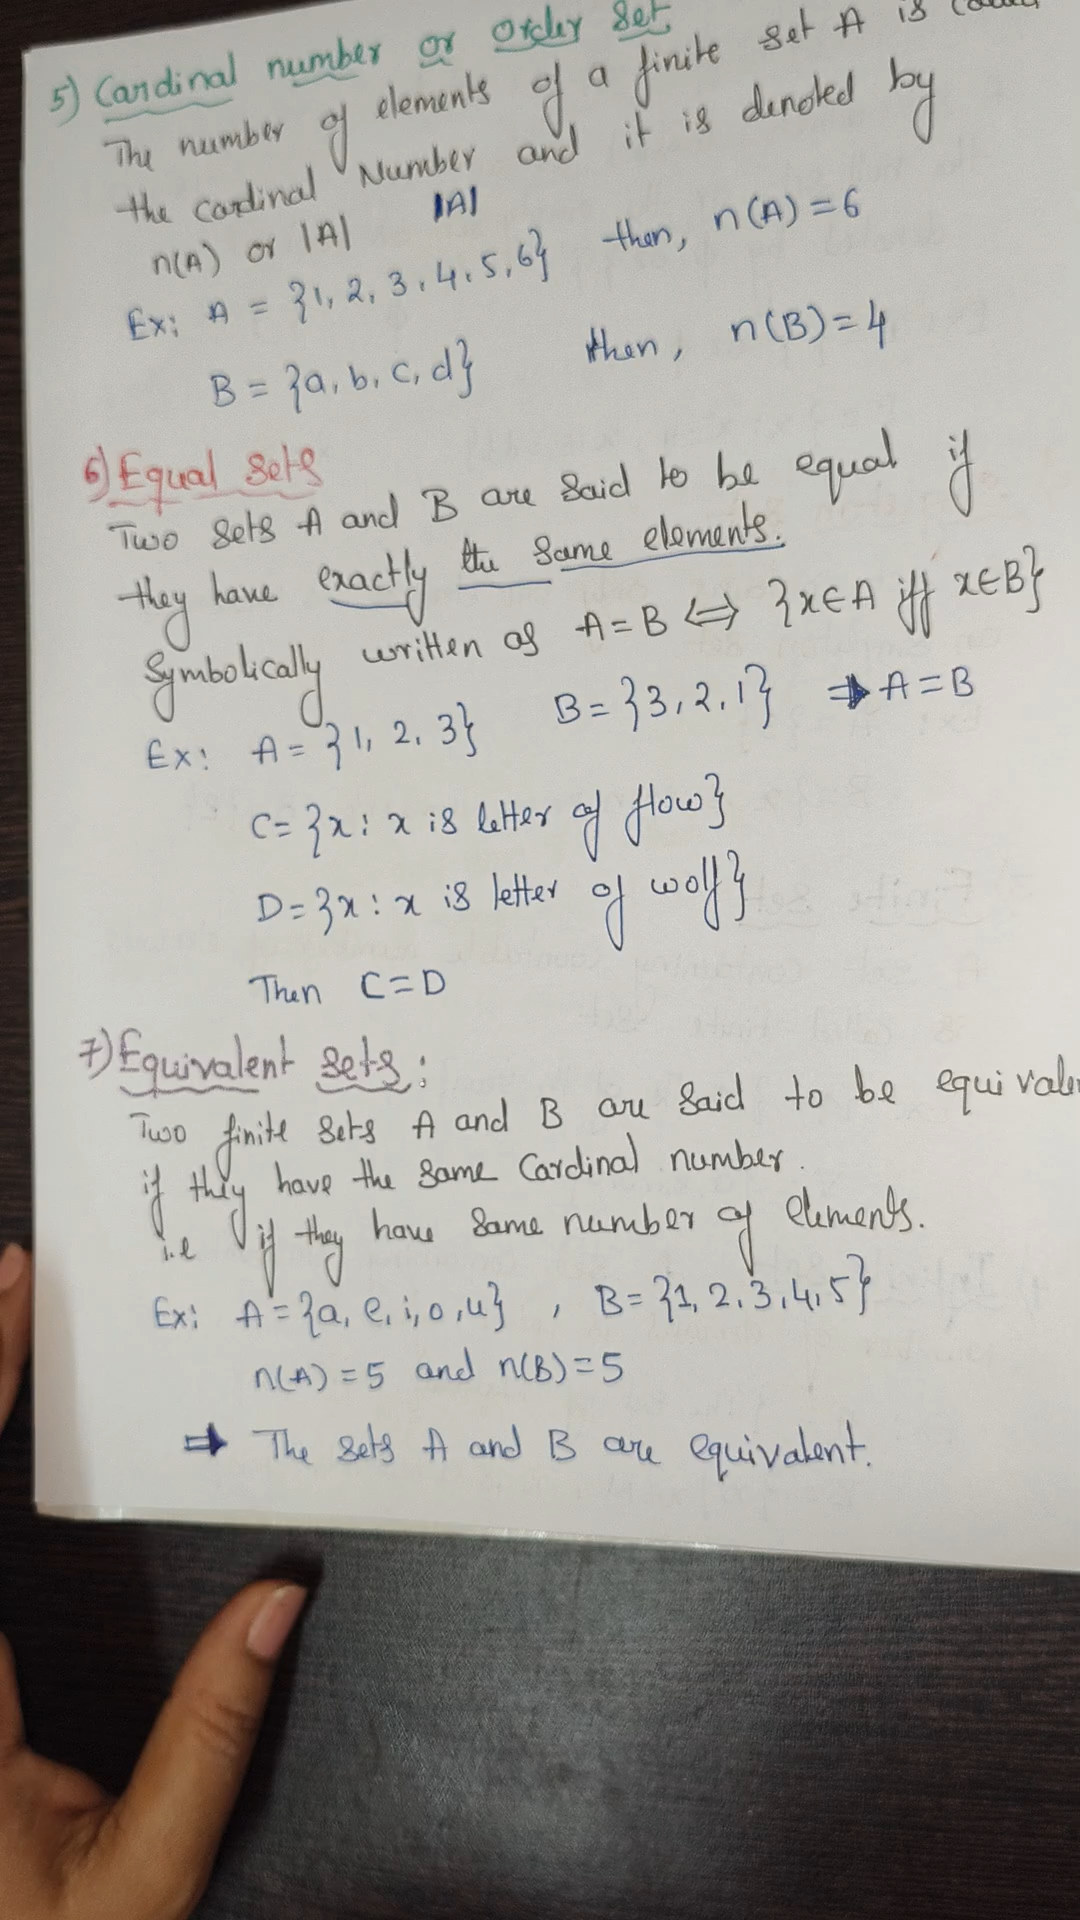 5) Cardinal number or Order Set
The number of elements of a finite set A is
the cardinal Number and it is denoted by
n(A) or |A| |A|
Ex: A = {1, 2, 3, 4, 5, 6} then, n(A) = 6
B = {a, b, c, d} then, n(B) = 4
6) Equal Sets
Two sets A and B are said to be equal if
they have exactly the same elements.
Symbolically written as A = B ⇔ {x∈A iff x∈B}
Ex: A = {1, 2, 3} B = {3, 2, 1} ⇒ A = B
C = {x : x is letter of flow}
D = {x : x is letter of wolf}
Then C = D
7) Equivalent Sets :
Two finite sets A and B are said to be equivale
if they have the same Cardinal number.
i.e if they have same number of elements.
Ex: A = {a, e, i, o, u} , B = {1, 2, 3, 4, 5}
n(A) = 5 and n(B) = 5
⇒ The sets A and B are equivalent.